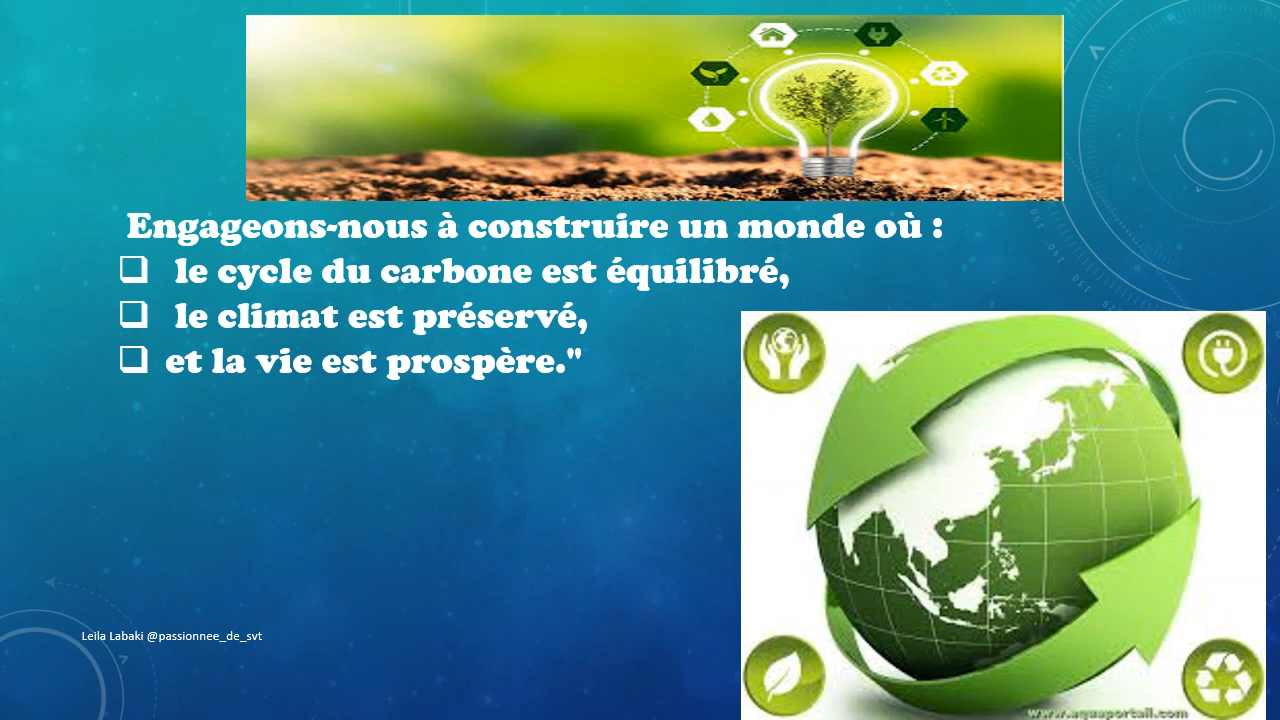 Engageons-nous à construire un monde où :
❑ le cycle du carbone est équilibré,
❑ le climat est préservé,
❑ et la vie est prospère."
Leila Labaki @passionnee_de_svt
www.aquaportail.com